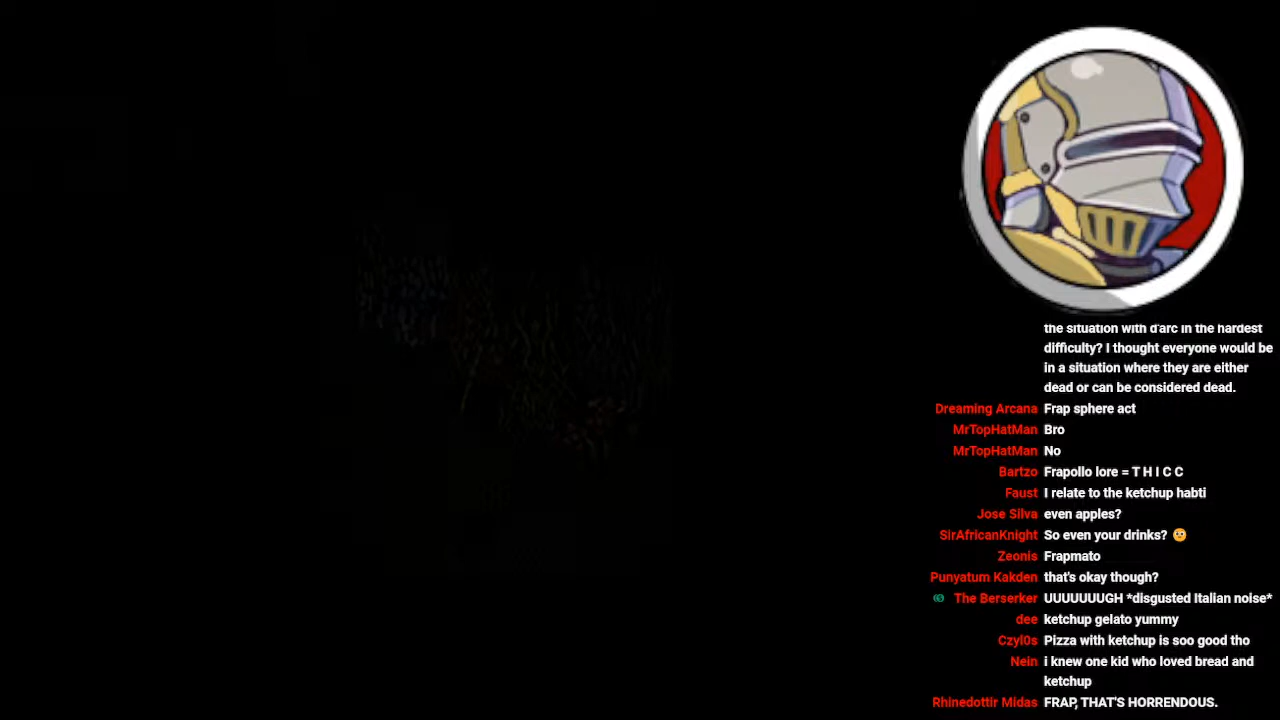 the situation with d'arc in the hardest
difficulty? I thought everyone would be
in a situation where they are either
dead or can be considered dead.
Dreaming Arcana Frap sphere act
MrTopHatMan Bro
MrTopHatMan No
Bartzo Frapollo lore = T H I C C
Faust I relate to the ketchup habti
Jose Silva even apples?
SirAfricanKnight So even your drinks?
Zeonis Frapmato
Punyatum Kakden that's okay though?
The Berserker UUUUUUUGH *disgusted Italian noise*
dee ketchup gelato yummy
Czyl0s Pizza with ketchup is soo good tho
Nein i knew one kid who loved bread and
ketchup
Rhinedottir Midas FRAP, THAT'S HORRENDOUS.